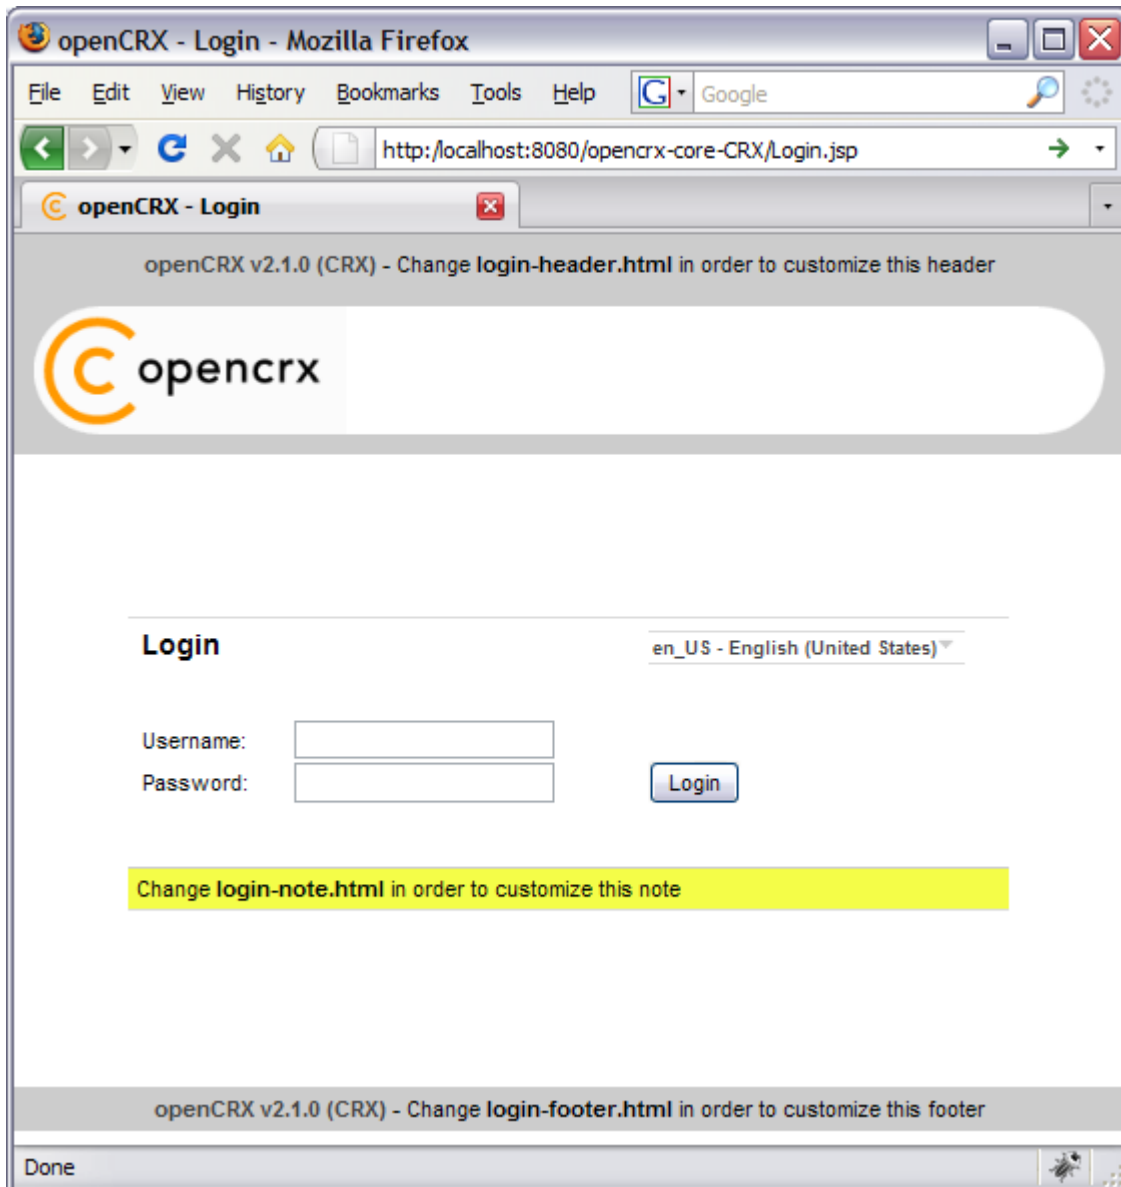 openCRX - Login - Mozilla Firefox
File Edit View History Bookmarks Tools Help G Google
http:/localhost:8080/opencrx-core-CRX/Login.jsp
openCRX - Login
openCRX v2.1.0 (CRX) - Change login-header.html in order to customize this header
opencrx
Login en_US - English (United States)
Username:
Password: Login
Change login-note.html in order to customize this note
openCRX v2.1.0 (CRX) - Change login-footer.html in order to customize this footer
Done